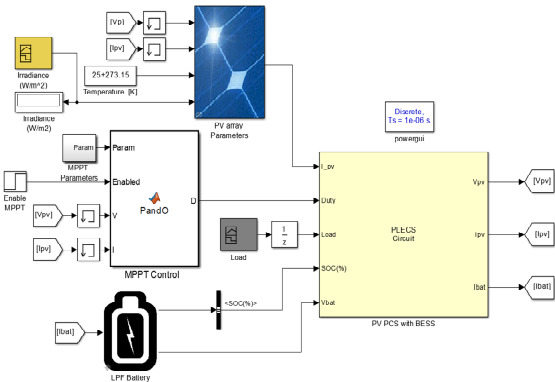 [Vp]
[Ipv]
25+273.15
Temperature [K]
Irradiance
(W/m^2)
Irradiance
(W/m2)
PV array
Parameters
Discrete,
Ts = 1e-06 s
powergui
Param
MPPT
Parameters
Enable
MPPT
Param
Enabled
V
I
PandO
D
MPPT Control
[Vpv]
[Ipv]
Load
1
z
I_pv
Duty
Load
SOC(%)
Vbat
PLECS
Circuit
Vpv
Ipv
Ibat
PV PCS with BESS
[Vpv]
[Ipv]
[Ibat]
<SOC(%)>
[Ibat]
LPF Battery